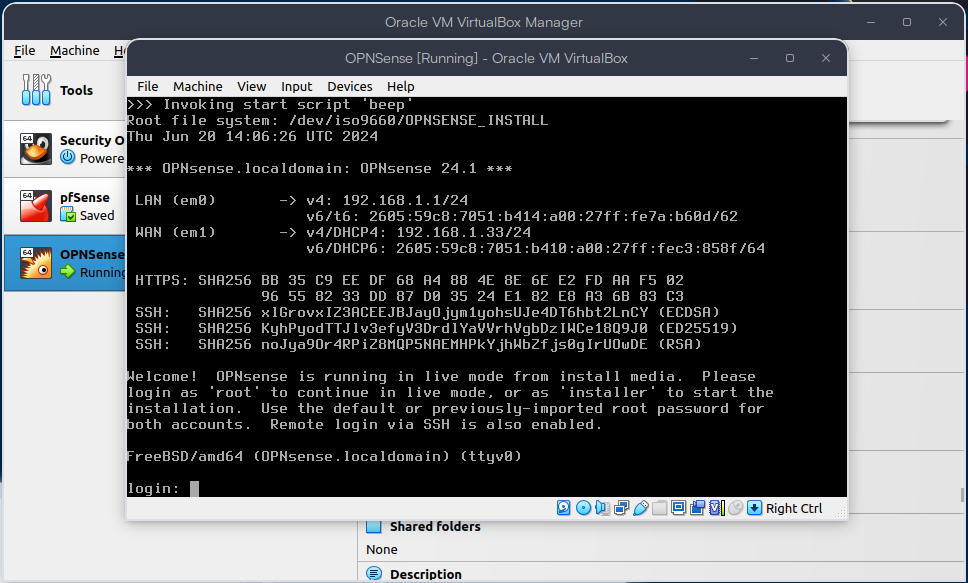 Oracle VM VirtualBox Manager
File Machine He
Tools
64
Security O
Powere
64
pfSense
Saved
64
OPNSense
Running
OPNSense [Running] - Oracle VM VirtualBox
File Machine View Input Devices Help
>>> Invoking start script 'beep'
Root file system: /dev/iso9660/OPNSENSE_INSTALL
Thu Jun 20 14:06:26 UTC 2024
*** OPNsense.localdomain: OPNsense 24.1 ***
LAN (em0) -> v4: 192.168.1.1/24
v6/t6: 2605:59c8:7051:b414:a00:27ff:fe7a:b60d/62
WAN (em1) -> v4/DHCP4: 192.168.1.33/24
v6/DHCP6: 2605:59c8:7051:b410:a00:27ff:fec3:858f/64
HTTPS: SHA256 BB 35 C9 EE DF 68 A4 88 4E 8E 6E E2 FD AA F5 02
96 55 82 33 DD 87 D0 35 24 E1 82 E8 A3 6B 83 C3
SSH: SHA256 xlGrovxIZ3ACEEJBJayOjym1yohsUJe4DT6hbt2LnCY (ECDSA)
SSH: SHA256 KyhPyodTTJlv3efyV3DrdlYaVVrhVgbDzIWCe18Q9J0 (ED25519)
SSH: SHA256 noJya9Or4RPiZ8MQP5NAEMHPkYjhWbZfjs0gIrUOwDE (RSA)
Welcome! OPNsense is running in live mode from install media. Please
login as 'root' to continue in live mode, or as 'installer' to start the
installation. Use the default or previously-imported root password for
both accounts. Remote login via SSH is also enabled.
FreeBSD/amd64 (OPNsense.localdomain) (ttyv0)
login:
Right Ctrl
Shared folders
None
Description